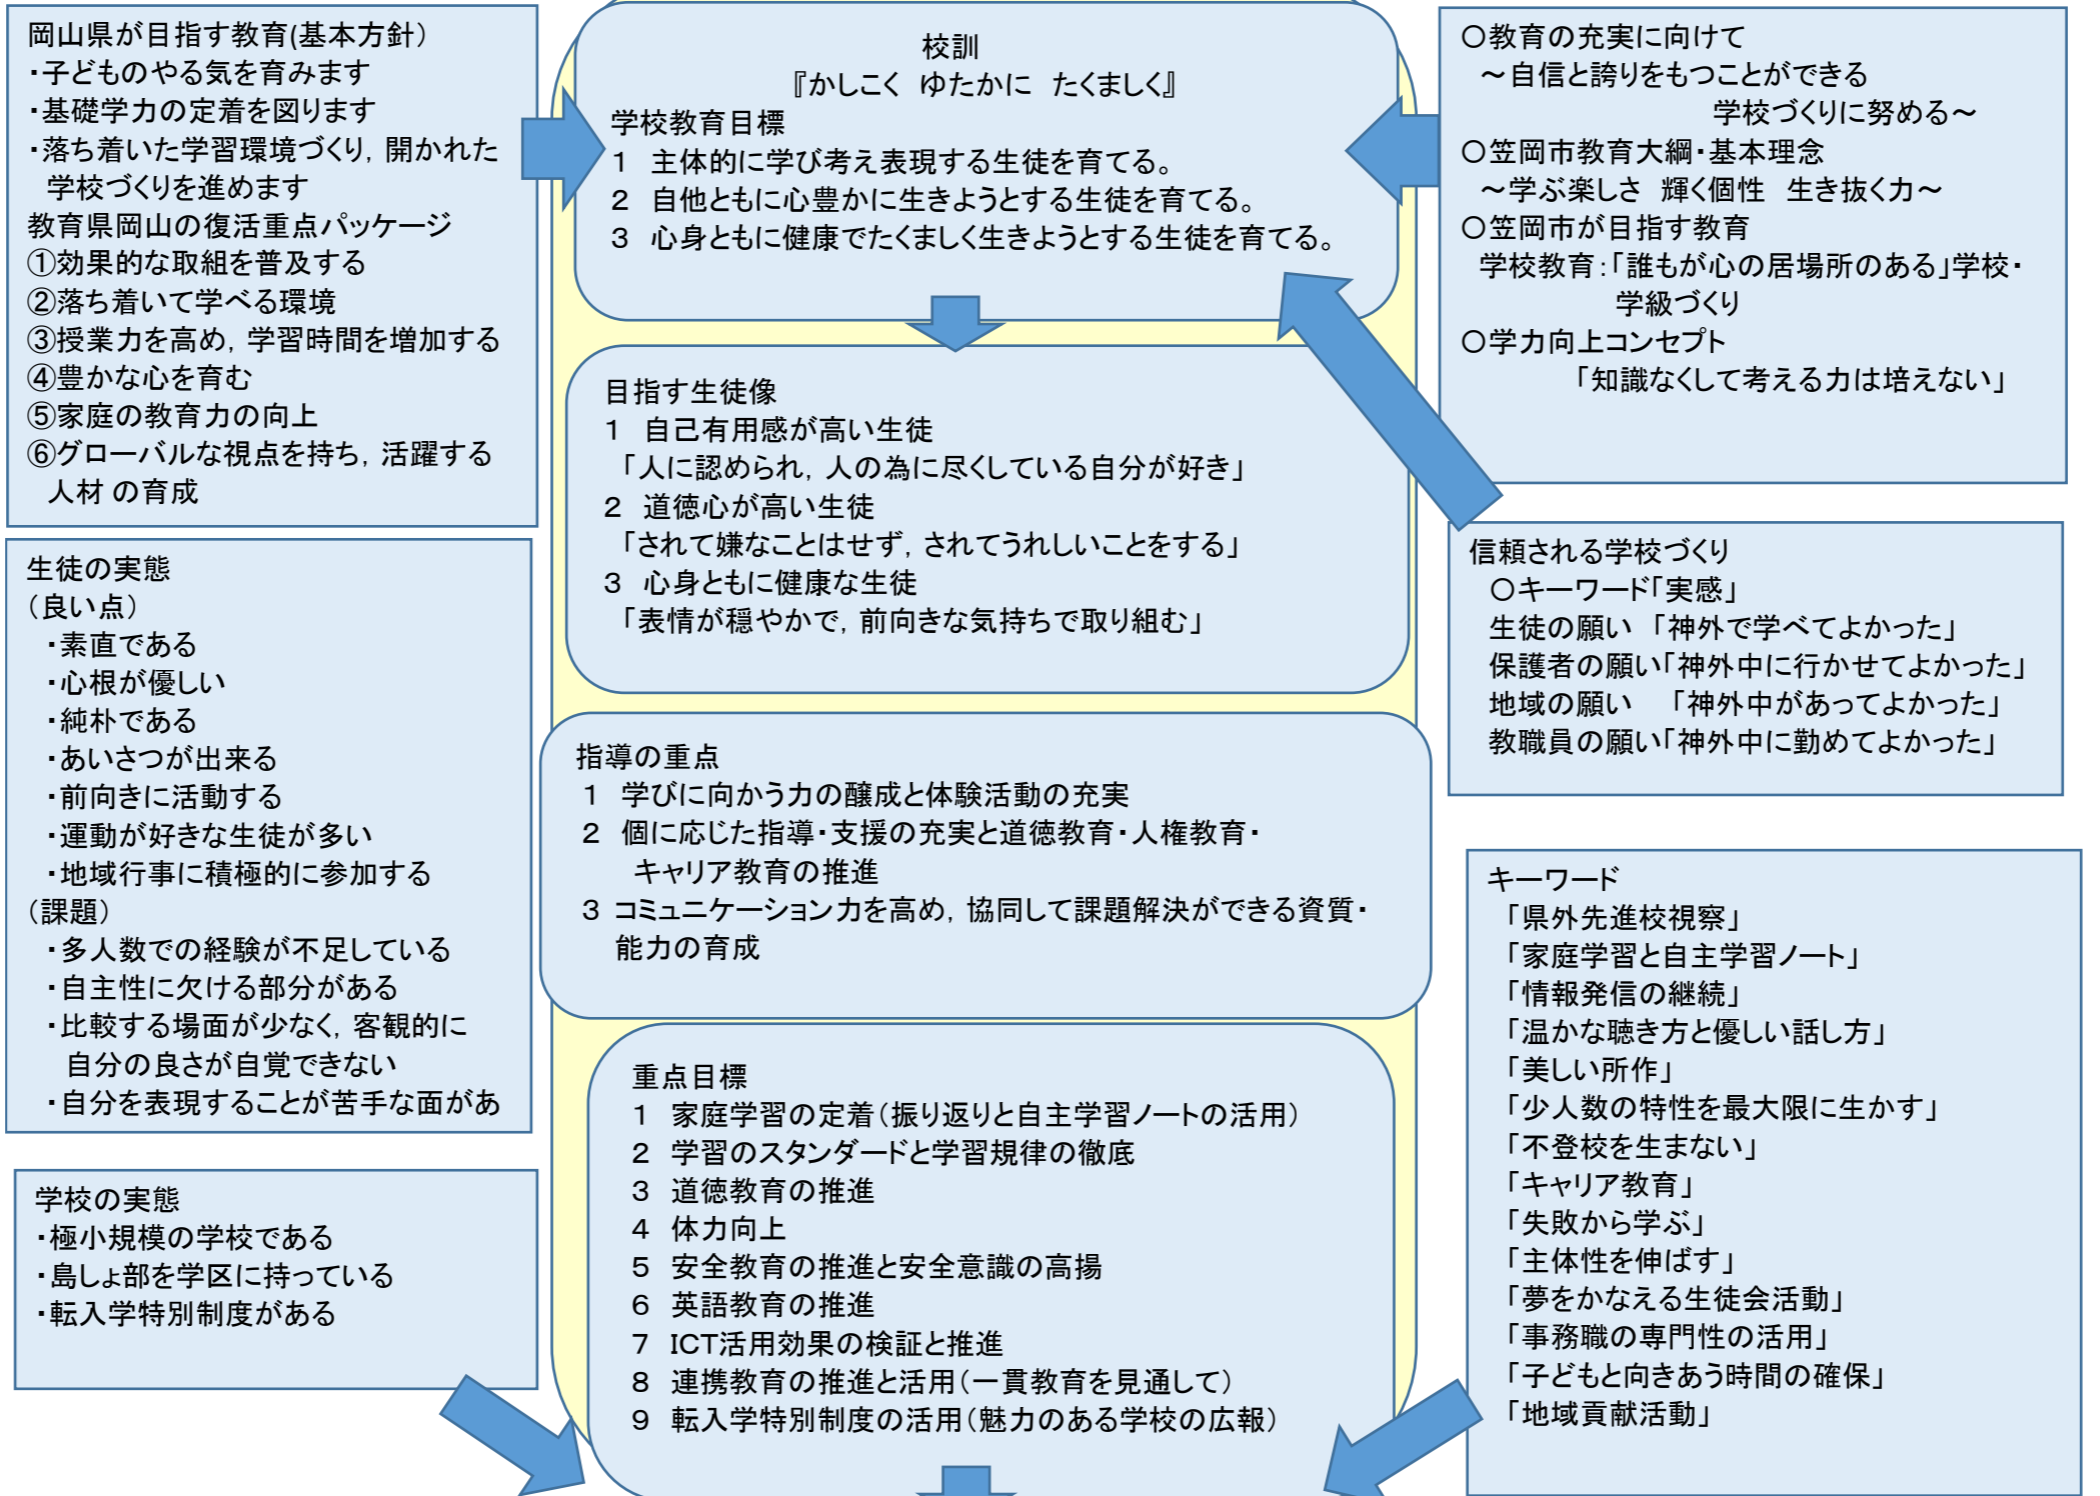 岡山県が目指す教育(基本方針)
・子どものやる気を育みます
・基礎学力の定着を図ります
・落ち着いた学習環境づくり, 開かれた
学校づくりを進めます
教育県岡山の復活重点パッケージ
①効果的な取組を普及する
②落ち着いて学べる環境
③授業力を高め, 学習時間を増加する
④豊かな心を育む
⑤家庭の教育力の向上
⑥グローバルな視点を持ち, 活躍する
人材 の育成
校訓
『かしこく ゆたかに たくましく』
学校教育目標
1 主体的に学び考え表現する生徒を育てる。
2 自他ともに心豊かに生きようとする生徒を育てる。
3 心身ともに健康でたくましく生きようとする生徒を育てる。
○教育の充実に向けて
～自信と誇りをもつことができる
学校づくりに努める～
○笠岡市教育大綱・基本理念
～学ぶ楽しさ 輝く個性 生き抜く力～
○笠岡市が目指す教育
学校教育:「誰もが心の居場所のある」学校・
学級づくり
○学力向上コンセプト
「知識なくして考える力は培えない」
目指す生徒像
1 自己有用感が高い生徒
「人に認められ, 人の為に尽くしている自分が好き」
2 道徳心が高い生徒
「されて嫌なことはせず, されてうれしいことをする」
3 心身ともに健康な生徒
「表情が穏やかで, 前向きな気持ちで取り組む」
生徒の実態
（良い点）
・素直である
・心根が優しい
・純朴である
・あいさつが出来る
・前向きに活動する
・運動が好きな生徒が多い
・地域行事に積極的に参加する
（課題）
・多人数での経験が不足している
・自主性に欠ける部分がある
・比較する場面が少なく, 客観的に
自分の良さが自覚できない
・自分を表現することが苦手な面があ
信頼される学校づくり
○キーワード「実感」
生徒の願い 「神外で学べてよかった」
保護者の願い「神外中に行かせてよかった」
地域の願い 「神外中があってよかった」
教職員の願い「神外中に勤めてよかった」
指導の重点
1 学びに向かう力の醸成と体験活動の充実
2 個に応じた指導・支援の充実と道徳教育・人権教育・
キャリア教育の推進
3 コミュニケーション力を高め, 協同して課題解決ができる資質・
能力の育成
キーワード
「県外先進校視察」
「家庭学習と自主学習ノート」
「情報発信の継続」
「温かな聴き方と優しい話し方」
「美しい所作」
「少人数の特性を最大限に生かす」
「不登校を生まない」
「キャリア教育」
「失敗から学ぶ」
「主体性を伸ばす」
「夢をかなえる生徒会活動」
「事務職の専門性の活用」
「子どもと向きあう時間の確保」
「地域貢献活動」
学校の実態
・極小規模の学校である
・島しょ部を学区に持っている
・転入学特別制度がある
重点目標
1 家庭学習の定着（振り返りと自主学習ノートの活用）
2 学習のスタンダードと学習規律の徹底
3 道徳教育の推進
4 体力向上
5 安全教育の推進と安全意識の高揚
6 英語教育の推進
7 ICT活用効果の検証と推進
8 連携教育の推進と活用（一貫教育を見通して）
9 転入学特別制度の活用（魅力のある学校の広報）